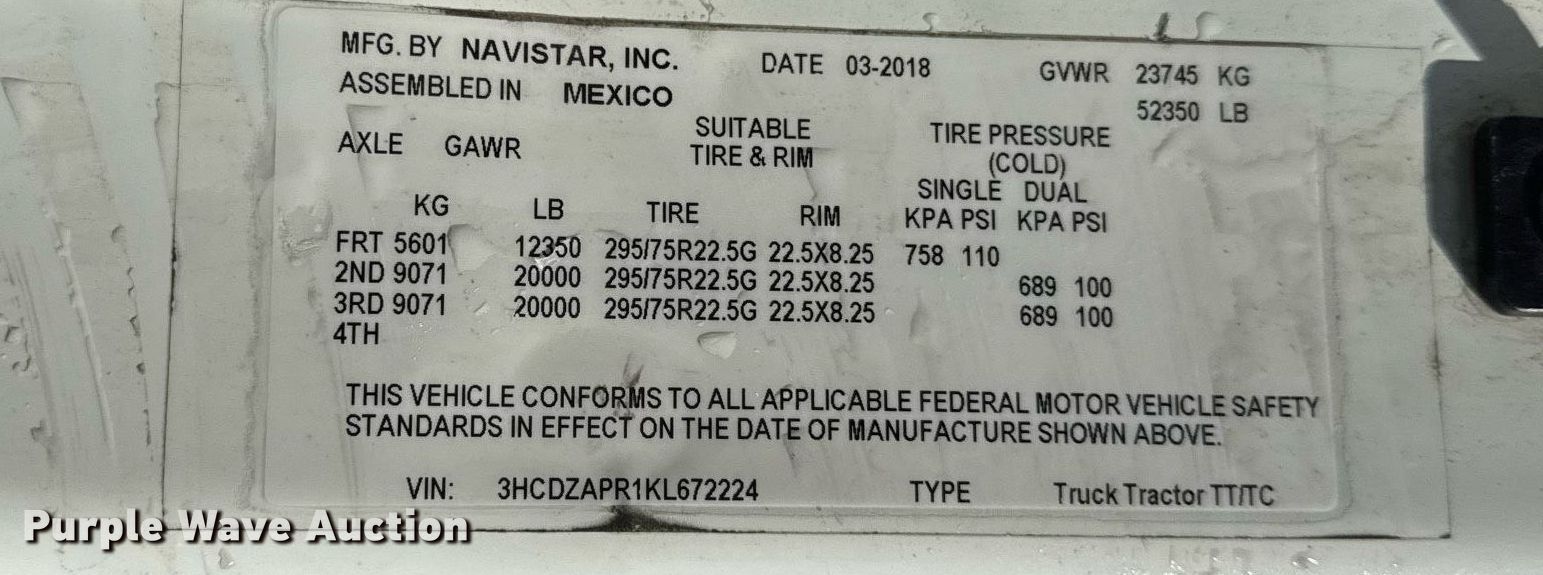 MFG. BY NAVISTAR, INC. DATE 03-2018 GVWR 23745 KG
ASSEMBLED IN MEXICO 52350 LB
AXLE GAWR SUITABLE TIRE PRESSURE
TIRE & RIM (COLD)
SINGLE DUAL
KG LB TIRE RIM KPA PSI KPA PSI
FRT 5601 12350 295/75R22.5G 22.5X8.25 758 110
2ND 9071 20000 295/75R22.5G 22.5X8.25 689 100
3RD 9071 20000 295/75R22.5G 22.5X8.25 689 100
4TH
THIS VEHICLE CONFORMS TO ALL APPLICABLE FEDERAL MOTOR VEHICLE SAFETY
STANDARDS IN EFFECT ON THE DATE OF MANUFACTURE SHOWN ABOVE.
VIN: 3HCDZAPR1KL672224 TYPE Truck Tractor TT/TC
Purple Wave Auction